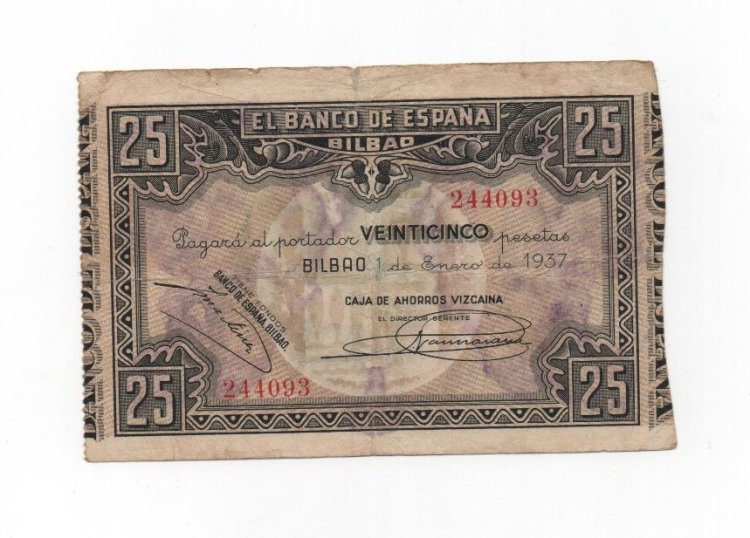 EL BANCO DE ESPAÑA
BILBAO
25
25
244093
Pagará al portador VEINTICINCO pesetas
BILBAO 1 de Enero de 1937
CAJA DE AHORROS VIZCAINA
EL DIRECTOR GERENTE
TIENE FONDOS
BANCO DE ESPAÑA, BILBAO.
244093
25
25
BANCO DE ESPAÑA
BANCO DE ESPAÑA